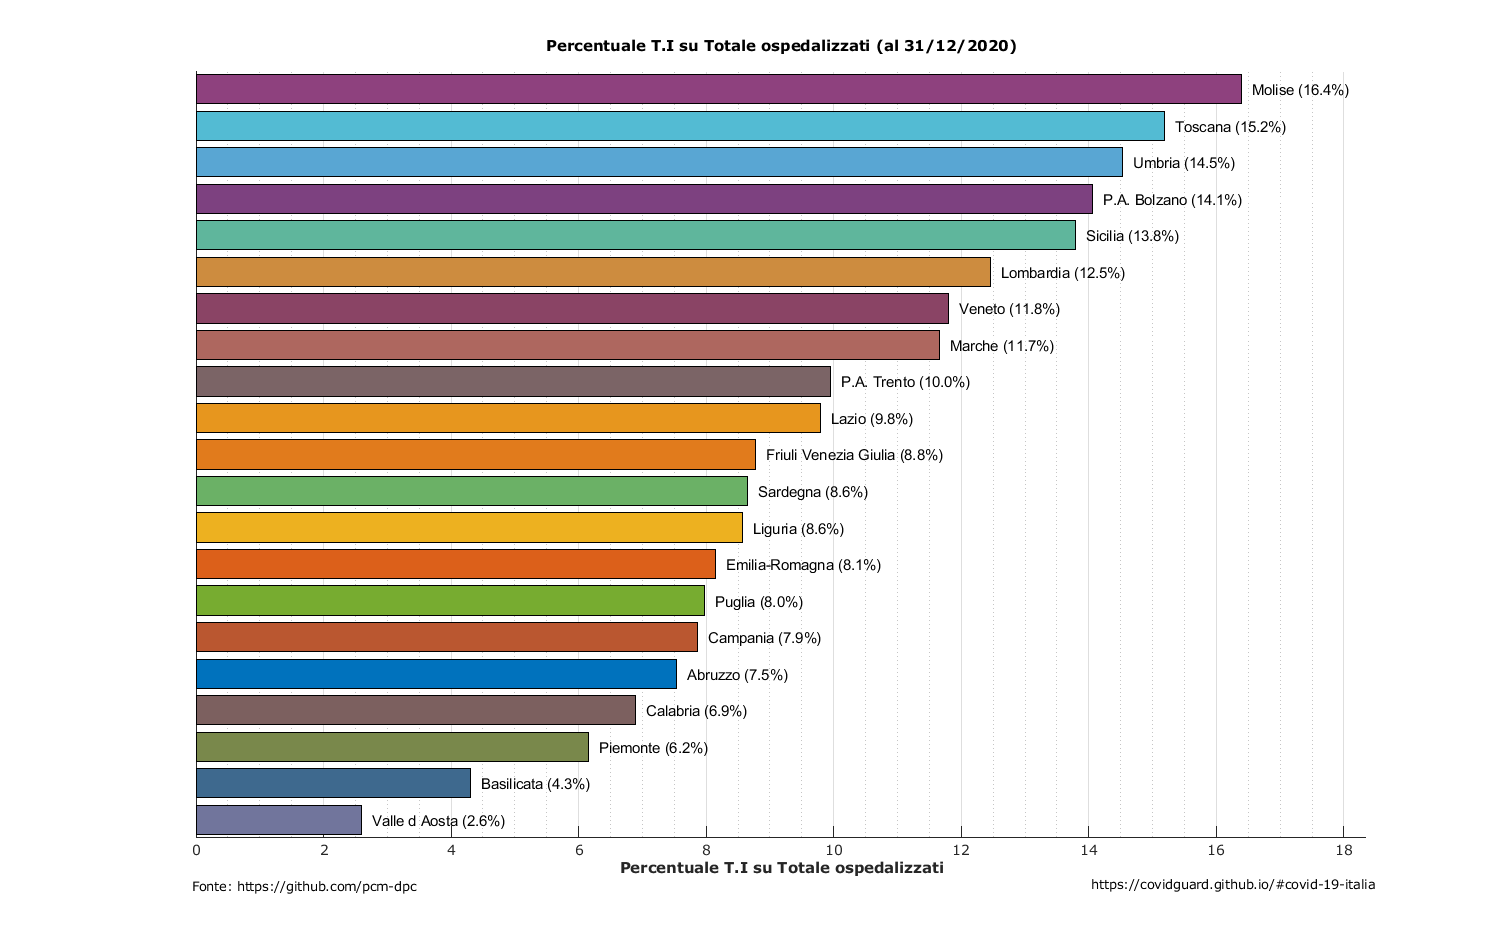 Percentuale T.I su Totale ospedalizzati (al 31/12/2020)
Molise (16.4%)
Toscana (15.2%)
Umbria (14.5%)
P.A. Bolzano (14.1%)
Sicilia (13.8%)
Lombardia (12.5%)
Veneto (11.8%)
Marche (11.7%)
P.A. Trento (10.0%)
Lazio (9.8%)
Friuli Venezia Giulia (8.8%)
Sardegna (8.6%)
Liguria (8.6%)
Emilia-Romagna (8.1%)
Puglia (8.0%)
Campania (7.9%)
Abruzzo (7.5%)
Calabria (6.9%)
Piemonte (6.2%)
Basilicata (4.3%)
Valle d Aosta (2.6%)
0 2 4 6 8 10 12 14 16 18
Percentuale T.I su Totale ospedalizzati
Fonte: https://github.com/pcm-dpc
https://covidguard.github.io/#covid-19-italia